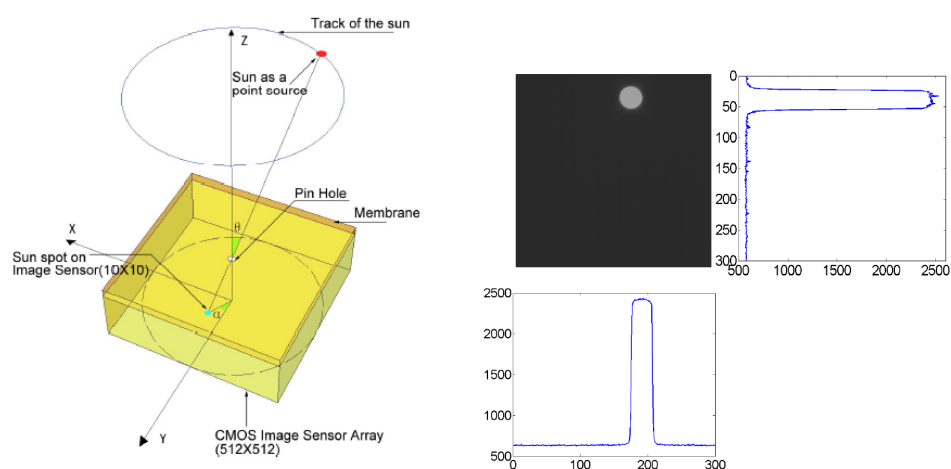 Track of the sun
Z
Sun as a
point source
Pin Hole
Membrane
X
θ
Sun spot on
Image Sensor(10X10)
α
Y
CMOS Image Sensor Array
(512X512)
0
50
100
150
200
250
300
500 1000 1500 2000 2500
2500
2000
1500
1000
500
0 100 200 300